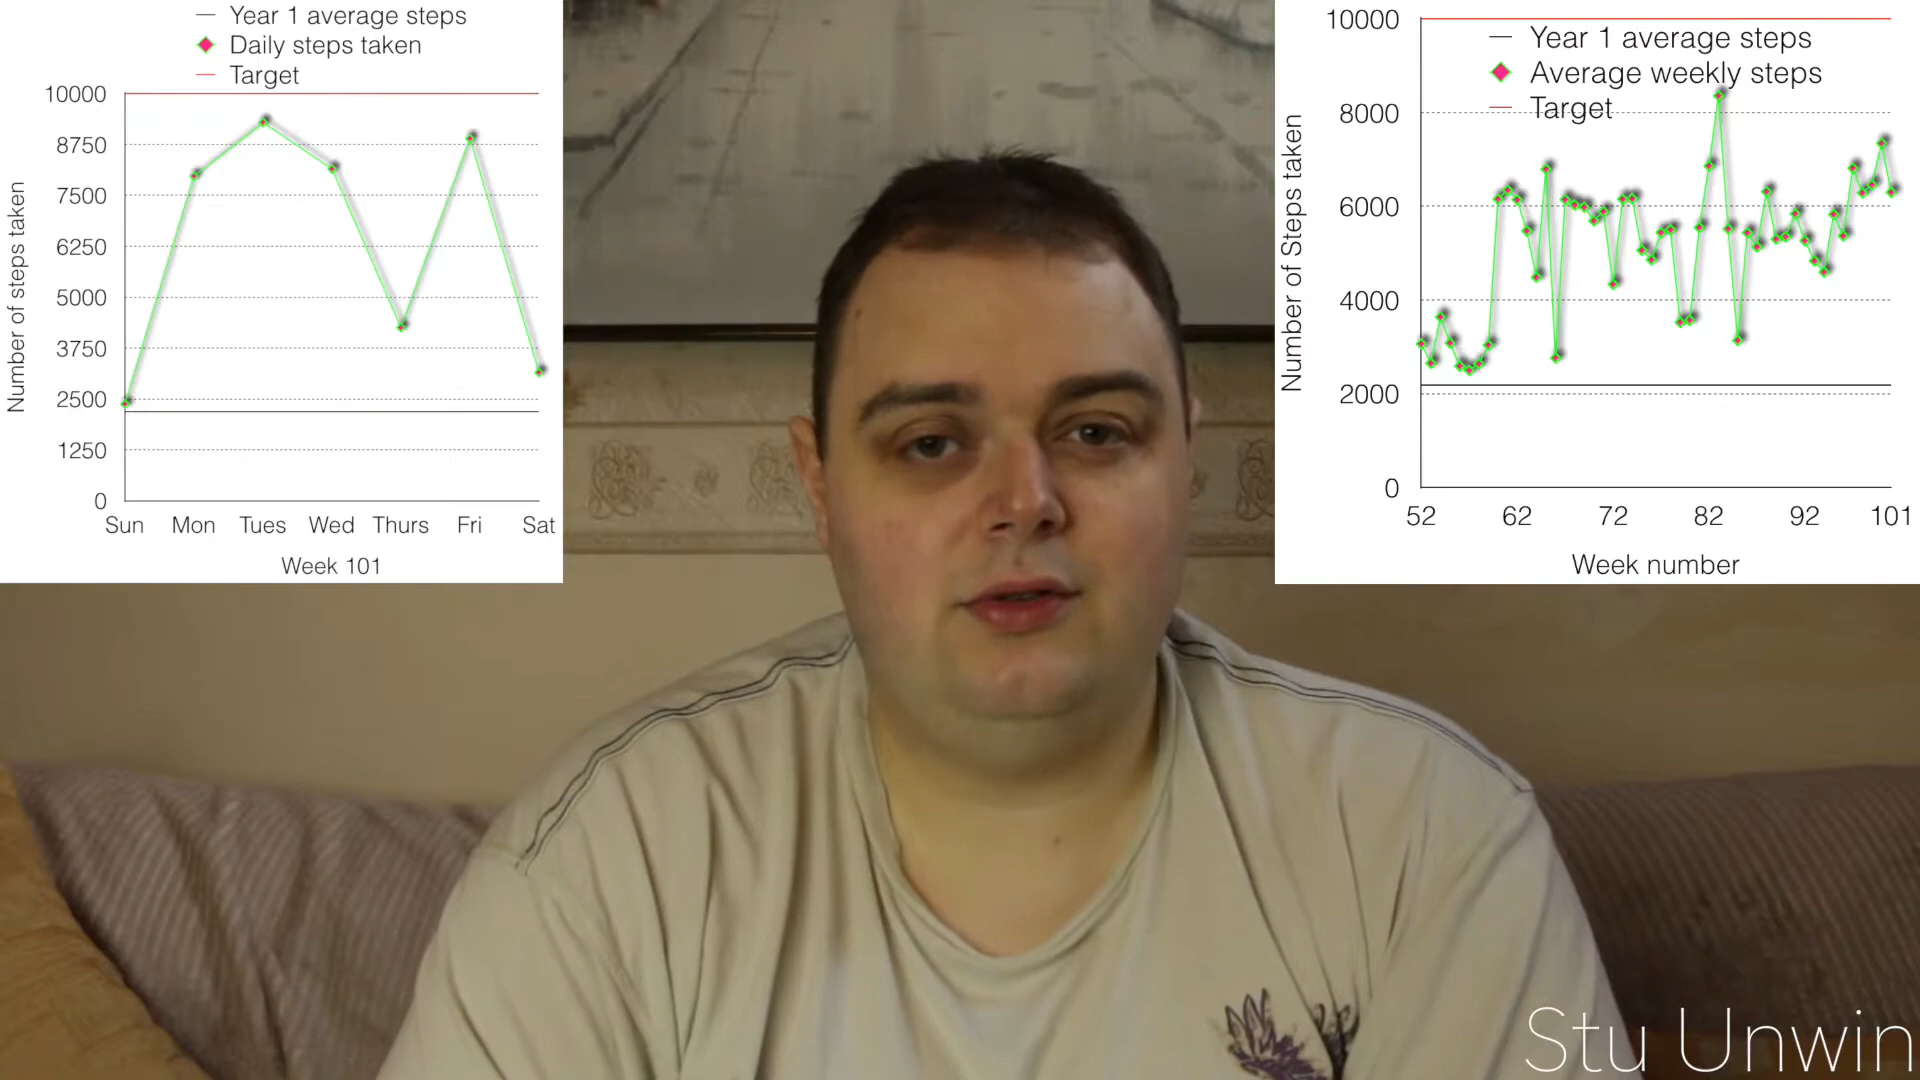 Year 1 average steps
Daily steps taken
Target
10000
8750
7500
6250
5000
3750
2500
1250
0
Number of steps taken
Sun Mon Tues Wed Thurs Fri Sat
Week 101
Year 1 average steps
Average weekly steps
Target
10000
8000
6000
4000
2000
0
Number of Steps taken
52 62 72 82 92 101
Week number
Stu Unwin